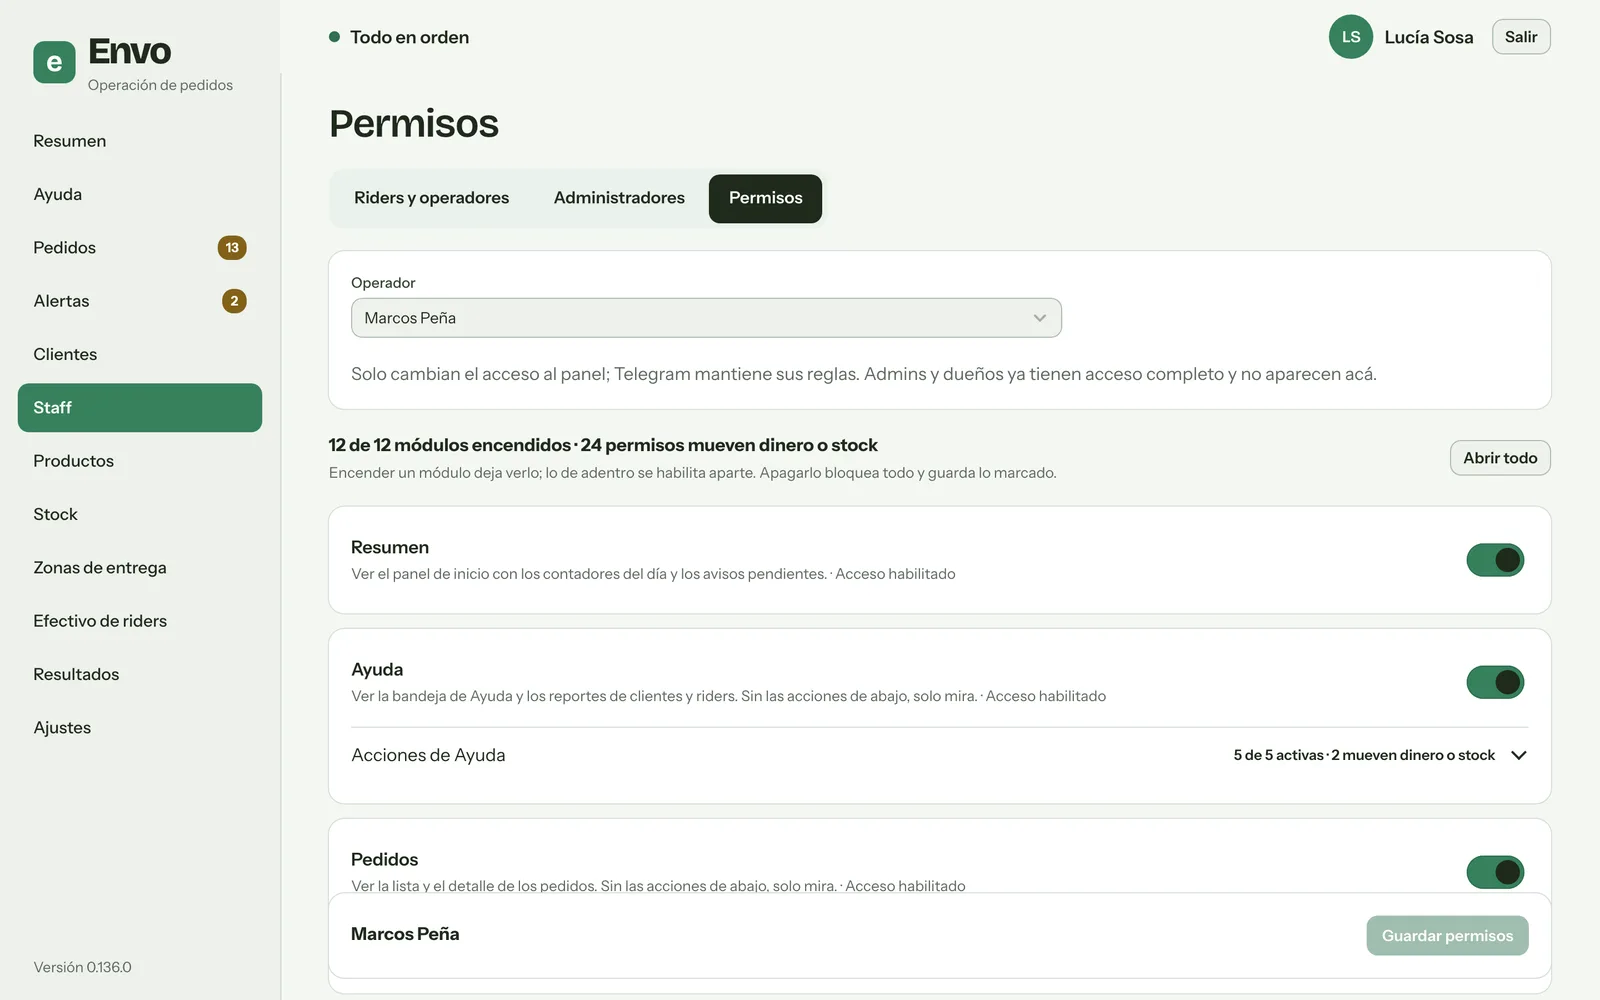 e
Envo
Operación de pedidos
Resumen
Ayuda
Pedidos 13
Alertas 2
Clientes
Staff
Productos
Stock
Zonas de entrega
Efectivo de riders
Resultados
Ajustes
Versión 0.136.0
Todo en orden
LS Lucía Sosa Salir
Permisos
Riders y operadores Administradores Permisos
Operador
Marcos Peña
Solo cambian el acceso al panel; Telegram mantiene sus reglas. Admins y dueños ya tienen acceso completo y no aparecen acá.
12 de 12 módulos encendidos · 24 permisos mueven dinero o stock
Encender un módulo deja verlo; lo de adentro se habilita aparte. Apagarlo bloquea todo y guarda lo marcado.
Abrir todo
Resumen
Ver el panel de inicio con los contadores del día y los avisos pendientes. · Acceso habilitado
Ayuda
Ver la bandeja de Ayuda y los reportes de clientes y riders. Sin las acciones de abajo, solo mira. · Acceso habilitado
Acciones de Ayuda 5 de 5 activas · 2 mueven dinero o stock
Pedidos
Ver la lista y el detalle de los pedidos. Sin las acciones de abajo, solo mira. · Acceso habilitado
Marcos Peña Guardar permisos